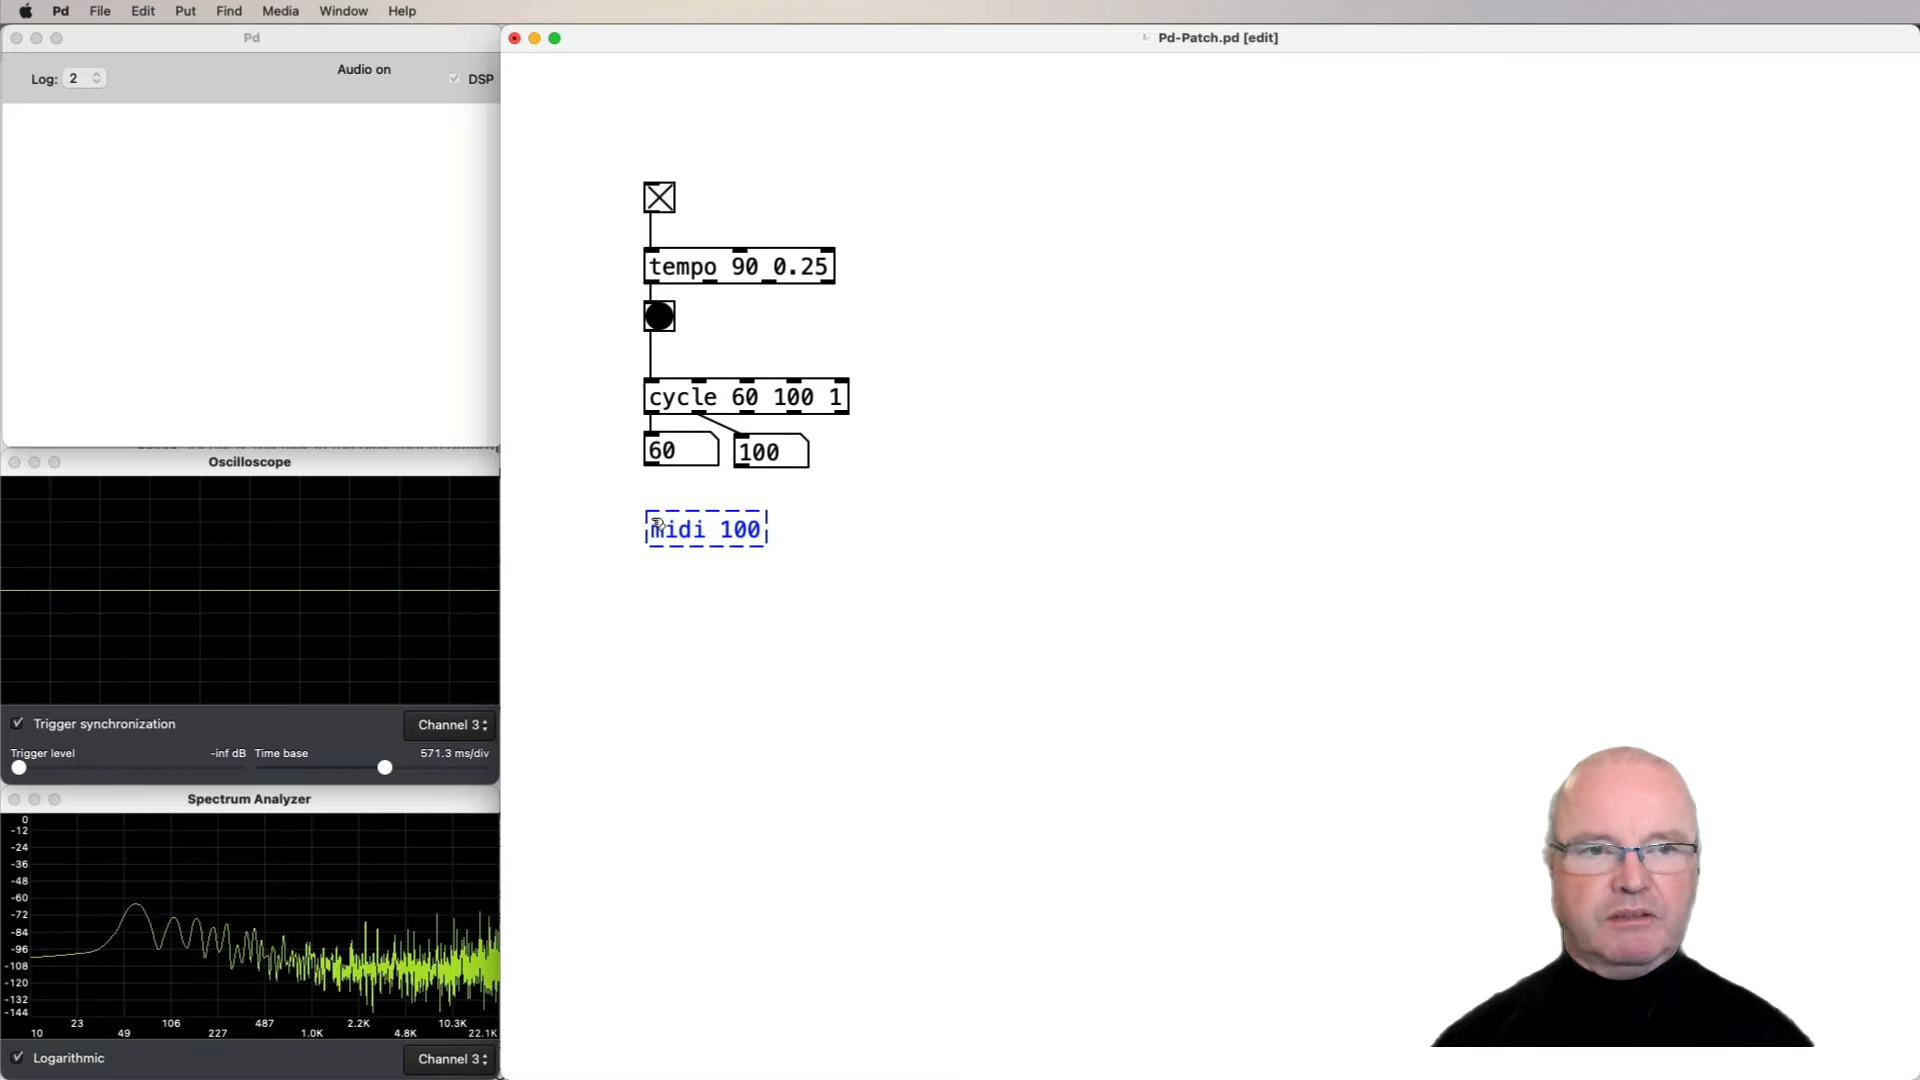 Pd File Edit Put Find Media Window Help
Pd
Log: 2
Audio on
DSP
Pd-Patch.pd [edit]
tempo 90 0.25
cycle 60 100 1
60
100
midi 100
Oscilloscope
Trigger synchronization
Channel 3
Trigger level
-inf dB
Time base
571.3 ms/div
Spectrum Analyzer
0
-12
-24
-36
-48
-60
-72
-84
-96
-108
-120
-132
-144
23 106 487 2.2K 10.3K
10 49 227 1.0K 4.8K 22.1K
Logarithmic
Channel 3